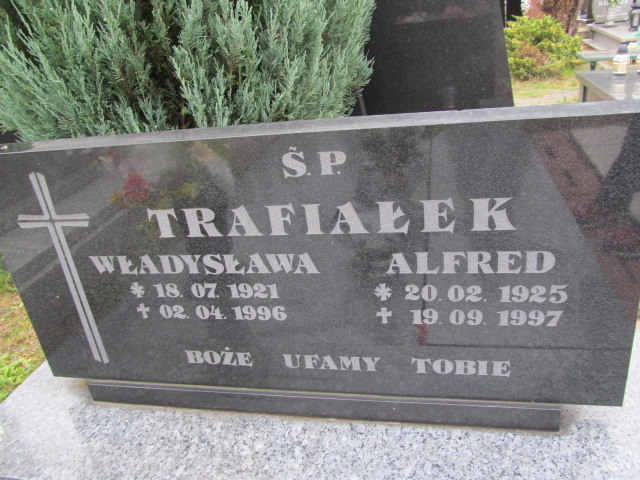 Ś.P.
TRAFIAŁEK
WŁADYSŁAWA ALFRED
* 18.07.1921 * 20.02.1925
✝ 02.04.1996 ✝ 19.09.1997
BOŻE UFAMY TOBIE